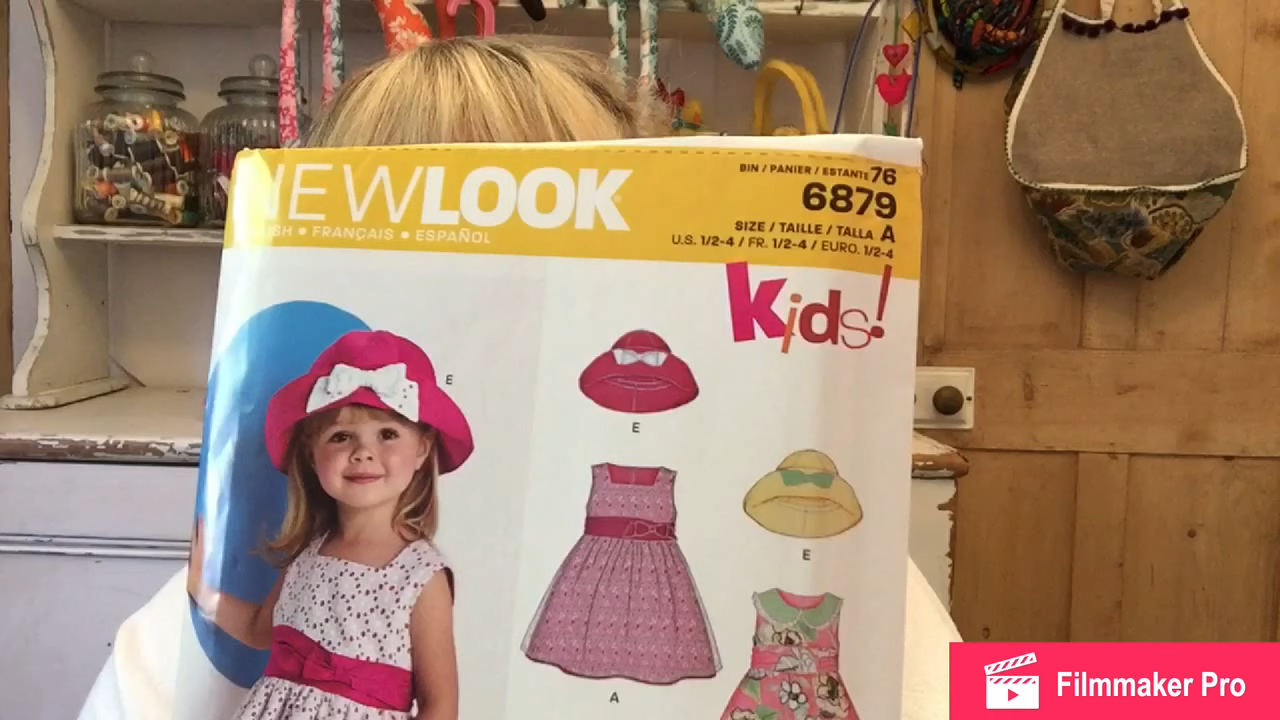 NEWLOOK
BIN / PANIER / ESTANTE 76
6879
SH • FRANÇAIS • ESPAÑOL
SIZE / TAILLE / TALLA A
U.S. 1/2-4 / FR. 1/2-4 / EURO. 1/2-4
kids!
E
E
E
A
Filmmaker Pro